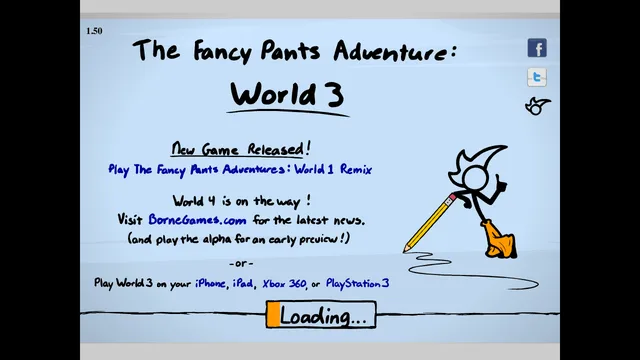 1.50
The Fancy Pants Adventure:
World 3
New Game Released!
Play The Fancy Pants Adventures: World 1 Remix
World 4 is on the way!
Visit BorneGames.com for the latest news.
(and play the alpha for an early preview!)
-or-
Play World 3 on your iPhone, iPad, Xbox 360, or PlayStation 3
Loading...
f
t